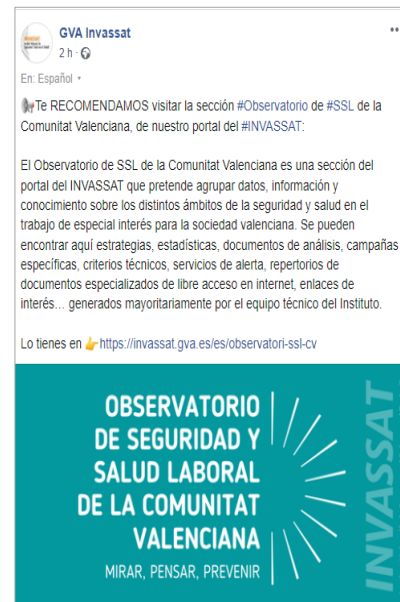 GVA Invassat
2 h ·
En: Español
Te RECOMENDAMOS visitar la sección #Observatorio de #SSL de la
Comunitat Valenciana, de nuestro portal del #INVASSAT:
El Observatorio de SSL de la Comunitat Valenciana es una sección del
portal del INVASSAT que pretende agrupar datos, información y
conocimiento sobre los distintos ámbitos de la seguridad y salud en el
trabajo de especial interés para la sociedad valenciana. Se pueden
encontrar aquí estrategias, estadísticas, documentos de análisis, campañas
específicas, criterios técnicos, servicios de alerta, repertorios de
documentos especializados de libre acceso en internet, enlaces de
interés… generados mayoritariamente por el equipo técnico del Instituto.
Lo tienes en 👉https://invassat.gva.es/es/observatori-ssl-cv
OBSERVATORIO
DE SEGURIDAD Y
SALUD LABORAL
DE LA COMUNITAT
VALENCIANA
MIRAR, PENSAR, PREVENIR
INVASSAT